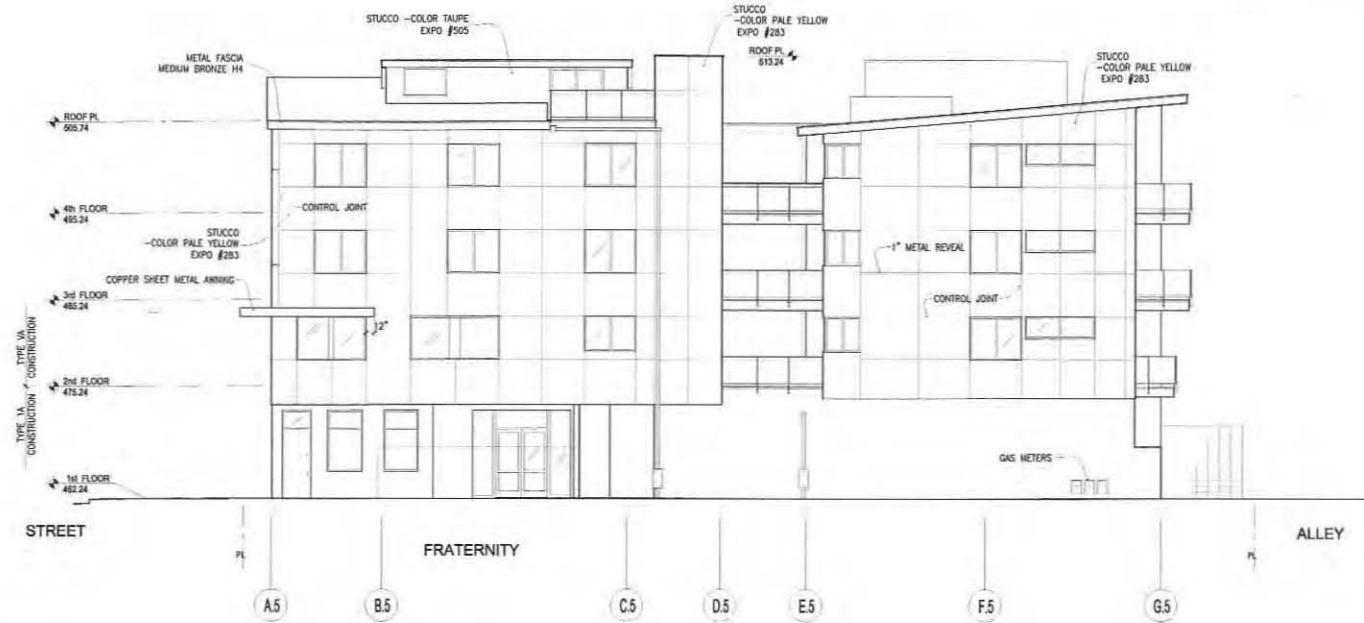 STUCCO -COLOR TAUPE
EXPO #505
STUCCO
-COLOR PALE YELLOW
EXPO #283
ROOF PL
513.24
METAL FASCIA
MEDIUM BRONZE H4
STUCCO
-COLOR PALE YELLOW
EXPO #283
ROOF PL
505.74
4th FLOOR
495.24
CONTROL JOINT
STUCCO
-COLOR PALE YELLOW
EXPO #283
1" METAL REVEAL
COPPER SHEET METAL AWNING
3rd FLOOR
485.24
CONTROL JOINT
12"
TYPE VA
CONSTRUCTION
2nd FLOOR
475.24
TYPE 1A
CONSTRUCTION
1st FLOOR
462.24
GAS METERS
STREET
ALLEY
FRATERNITY
PL
PL
A.5
B.5
C.5
D.5
E.5
F.5
G.5